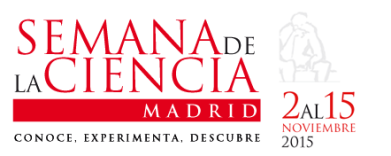 SEMANA DE
LA CIENCIA
MADRID
CONOCE, EXPERIMENTA, DESCUBRE
2 AL 15
NOVIEMBRE
2015